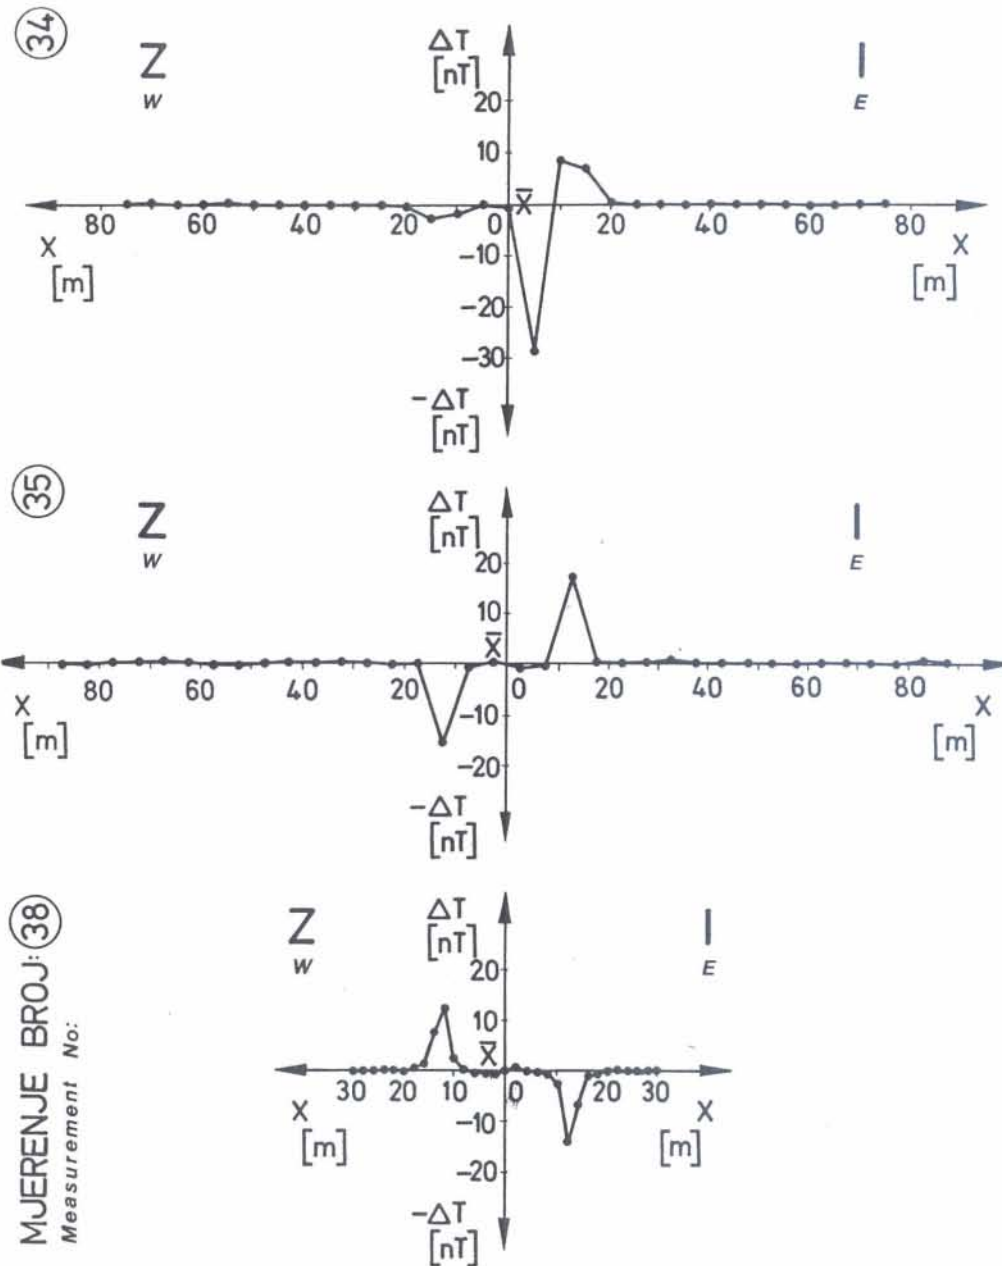 34
Z
W
ΔT
[nT]
I
E
20
10
X̅
80 60 40 20 0 20 40 60 80
X
[m]
X
[m]
-10
-20
-30
-ΔT
[nT]
35
Z
W
ΔT
[nT]
I
E
20
10
X̅
80 60 40 20 0 20 40 60 80
X
[m]
X
[m]
-10
-20
-ΔT
[nT]
MJERENJE BROJ: 38
Measurement No:
Z
W
ΔT
[nT]
I
E
20
10
X̅
30 20 10 0 10 20 30
X
[m]
X
[m]
-10
-20
-ΔT
[nT]